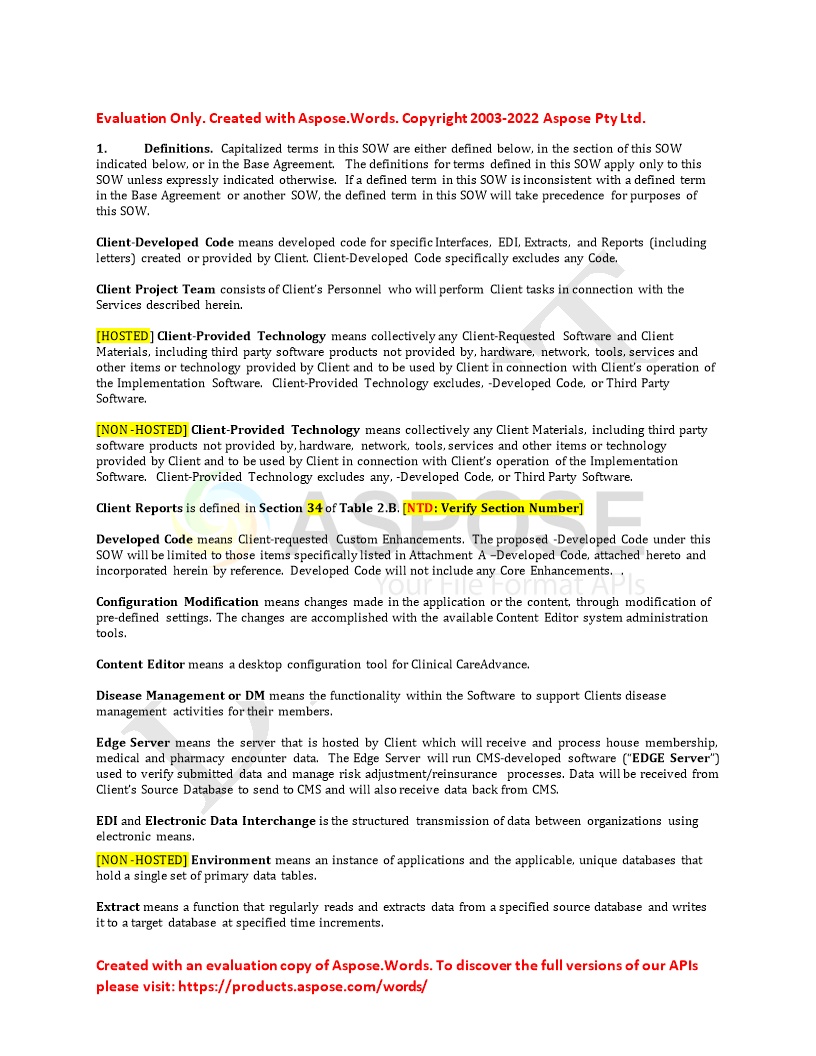 Evaluation Only. Created with Aspose.Words. Copyright 2003-2022 Aspose Pty Ltd.
1. Definitions. Capitalized terms in this SOW are either defined below, in the section of this SOW
indicated below, or in the Base Agreement. The definitions for terms defined in this SOW apply only to this
SOW unless expressly indicated otherwise. If a defined term in this SOW is inconsistent with a defined term
in the Base Agreement or another SOW, the defined term in this SOW will take precedence for purposes of
this SOW.
Client-Developed Code means developed code for specific Interfaces, EDI, Extracts, and Reports (including
letters) created or provided by Client. Client-Developed Code specifically excludes any Code.
Client Project Team consists of Client's Personnel who will perform Client tasks in connection with the
Services described herein.
[HOSTED] Client-Provided Technology means collectively any Client-Requested Software and Client
Materials, including third party software products not provided by, hardware, network, tools, services and
other items or technology provided by Client and to be used by Client in connection with Client's operation of
the Implementation Software. Client-Provided Technology excludes, -Developed Code, or Third Party
Software.
[NON -HOSTED] Client-Provided Technology means collectively any Client Materials, including third party
software products not provided by, hardware, network, tools, services and other items or technology
provided by Client and to be used by Client in connection with Client's operation of the Implementation
Software. Client-Provided Technology excludes any, -Developed Code, or Third Party Software.
Client Reports is defined in Section 34 of Table 2.B. [NTD: Verify Section Number]
Developed Code means Client-requested Custom Enhancements. The proposed -Developed Code under this
SOW will be limited to those items specifically listed in Attachment A –Developed Code, attached hereto and
incorporated herein by reference. Developed Code will not include any Core Enhancements. .
Configuration Modification means changes made in the application or the content, through modification of
pre-defined settings. The changes are accomplished with the available Content Editor system administration
tools.
Content Editor means a desktop configuration tool for Clinical CareAdvance.
Disease Management or DM means the functionality within the Software to support Clients disease
management activities for their members.
Edge Server means the server that is hosted by Client which will receive and process house membership,
medical and pharmacy encounter data. The Edge Server will run CMS-developed software ("EDGE Server")
used to verify submitted data and manage risk adjustment/reinsurance processes. Data will be received from
Client's Source Database to send to CMS and will also receive data back from CMS.
EDI and Electronic Data Interchange is the structured transmission of data between organizations using
electronic means.
[NON -HOSTED] Environment means an instance of applications and the applicable, unique databases that
hold a single set of primary data tables.
Extract means a function that regularly reads and extracts data from a specified source database and writes
it to a target database at specified time increments.
Created with an evaluation copy of Aspose.Words. To discover the full versions of our APIs
please visit: https://products.aspose.com/words/
ASPOSE
Your File Format APIs